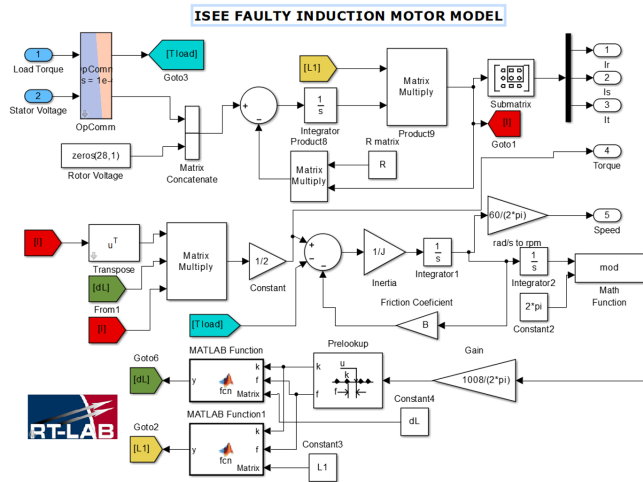 ISEE FAULTY INDUCTION MOTOR MODEL
1
Load Torque
2
Stator Voltage
OpComm
s = 1e-
OpComm
[Tload]
Goto3
zeros(28,1)
Rotor Voltage
Matrix
Concatenate
+
−
1
s
Integrator
Product8
[L1]
Matrix
Multiply
Product9
Matrix
Multiply
R matrix
R
Submatrix
[I]
Goto1
1
Ir
2
Is
3
It
4
Torque
5
Speed
[I]
u
T
Transpose
[dL]
From1
[I]
Matrix
Multiply
1/2
Constant
[Tload]
+
−
−
1/J
Inertia
1
s
Integrator1
60/(2*pi)
rad/s to rpm
1
s
Integrator2
2*pi
Constant2
mod
Math
Function
Friction Coeficient
B
Goto6
[dL]
MATLAB Function
y
fcn
k
f
Matrix
Prelookup
u
k
f
k
f
Gain
1008/(2*pi)
Constant4
dL
Goto2
[L1]
MATLAB Function1
y
fcn
k
f
Matrix
Constant3
L1
RT-LAB